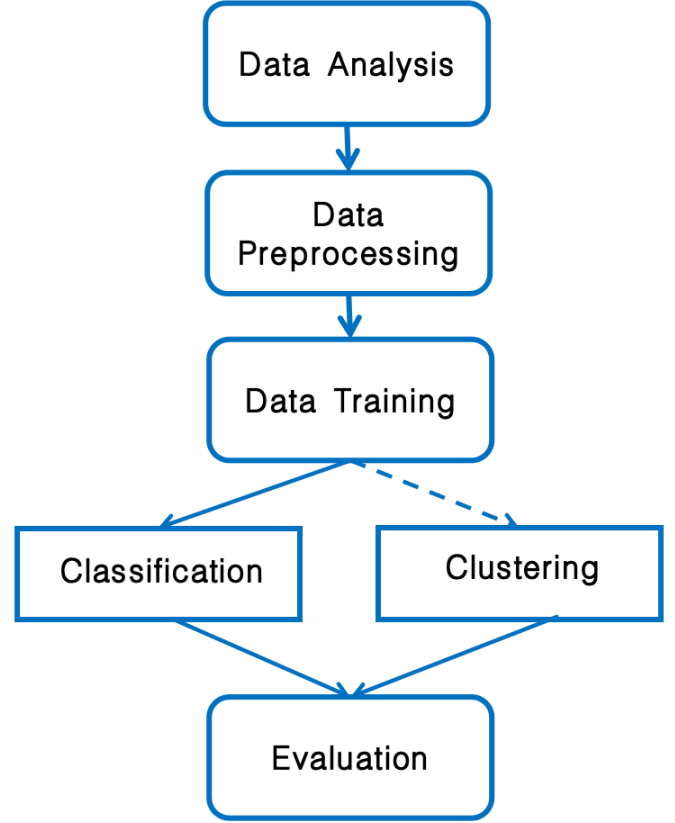 Data Analysis
Data
Preprocessing
Data Training
Classification
Clustering
Evaluation